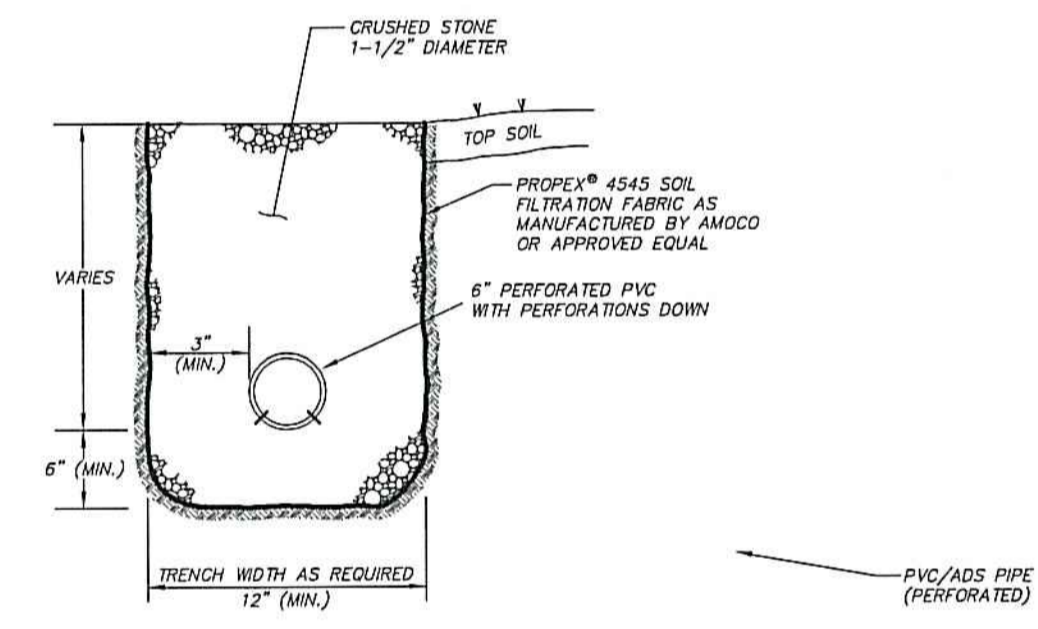 CRUSHED STONE
1-1/2" DIAMETER
TOP SOIL
PROPEX® 4545 SOIL
FILTRATION FABRIC AS
MANUFACTURED BY AMOCO
OR APPROVED EQUAL
VARIES
6" PERFORATED PVC
WITH PERFORATIONS DOWN
3"
(MIN.)
6" (MIN.)
TRENCH WIDTH AS REQUIRED
12" (MIN.)
PVC/ADS PIPE
(PERFORATED)